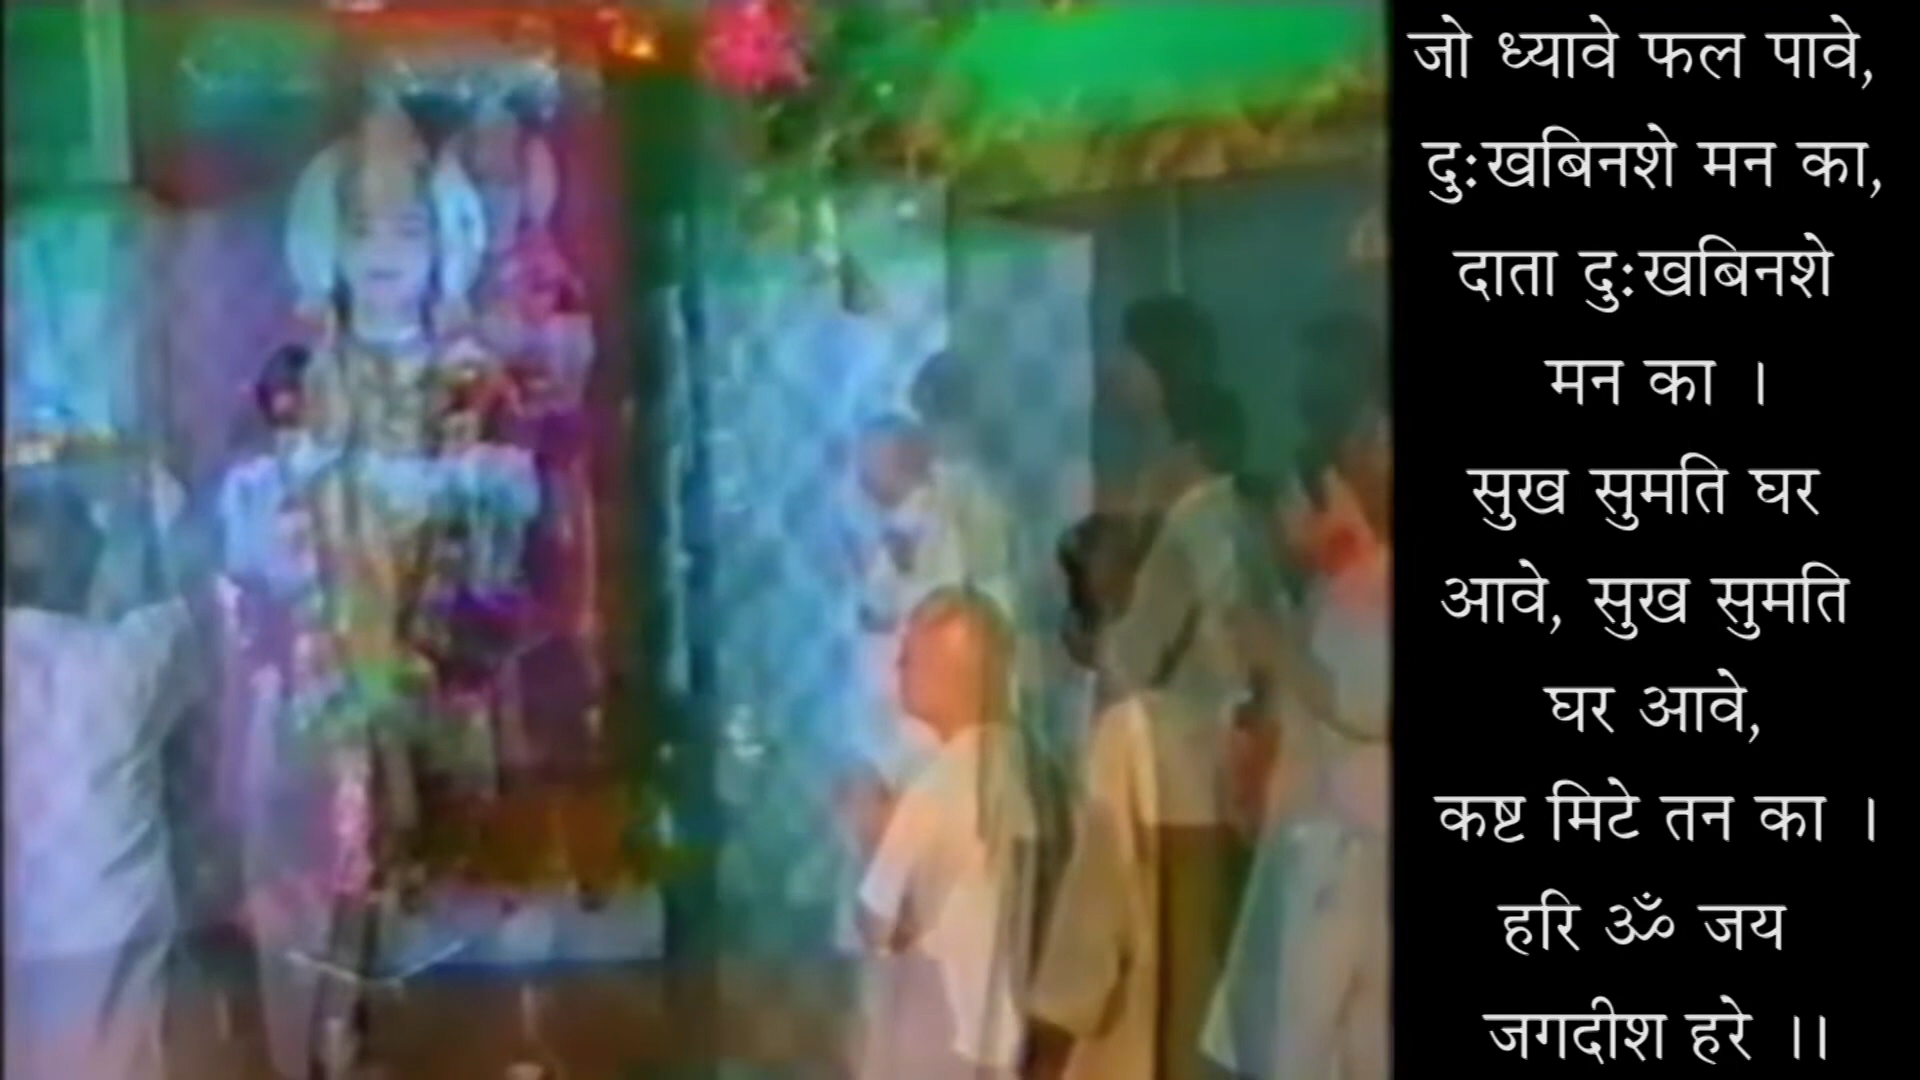 जो ध्यावे फल पावे,
दुःखबिनशे मन का,
दाता दुःखबिनशे
मन का ।
सुख सुमति घर
आवे, सुख सुमति
घर आवे,
कष्ट मिटे तन का ।
हरि ॐ जय
जगदीश हरे ।।